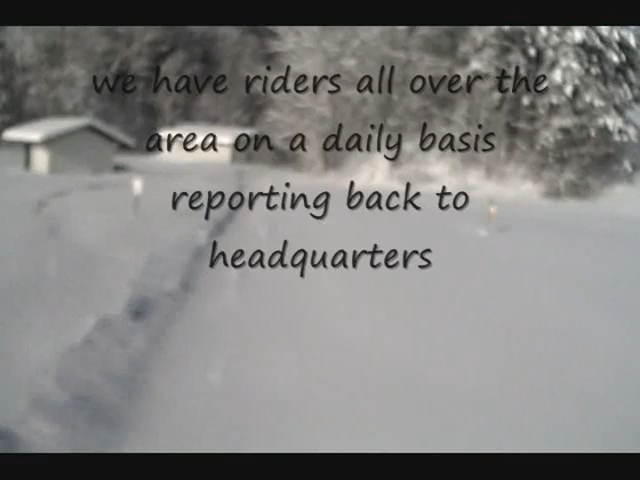 we have riders all over the
area on a daily basis
reporting back to
headquarters